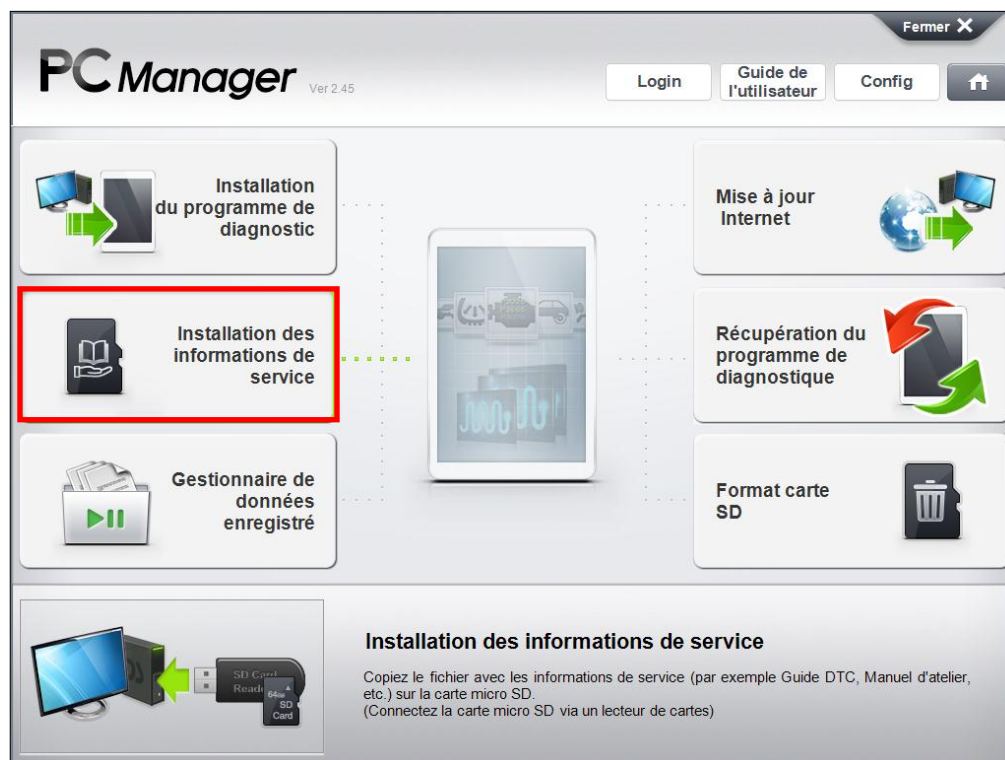 Fermer X
PC Manager Ver 2.45
Login
Guide de
l'utilisateur
Config
Installation
du programme de
diagnostic
Mise à jour
Internet
Installation des
informations de
service
Récupération du
programme de
diagnostique
Gestionnaire de
données
enregistré
Format carte
SD
SD Card
Reader
64GB
SD
Card
Installation des informations de service
Copiez le fichier avec les informations de service (par exemple Guide DTC, Manuel d'atelier,
etc.) sur la carte micro SD.
(Connectez la carte micro SD via un lecteur de cartes)